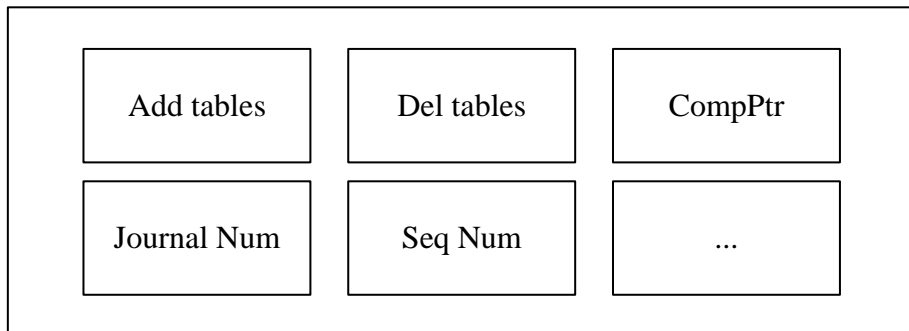 Add tables
Del tables
CompPtr
Journal Num
Seq Num
...